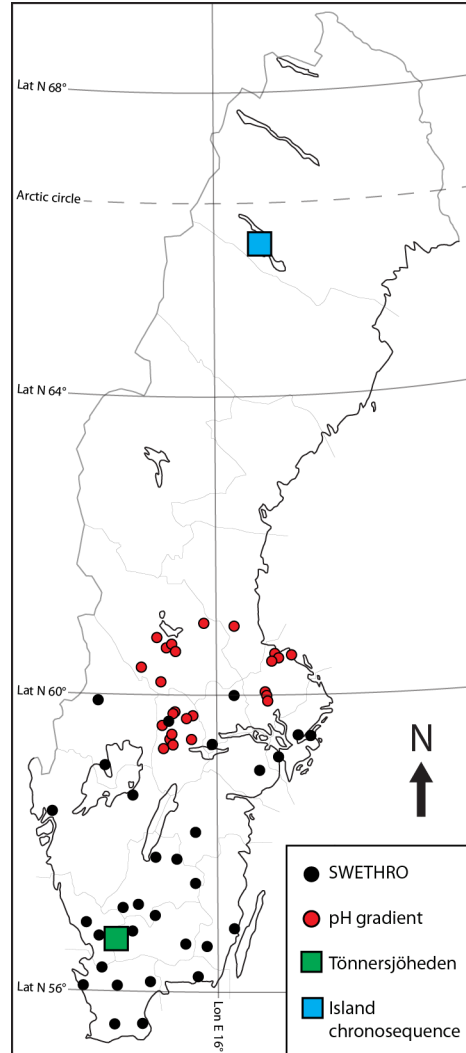 Lat N 68°
Arctic circle
Lat N 64°
Lat N 60°
N
SWETHRO
pH gradient
Tönnersjöheden
Lat N 56°
Island
chronosequence
Lon E 16°